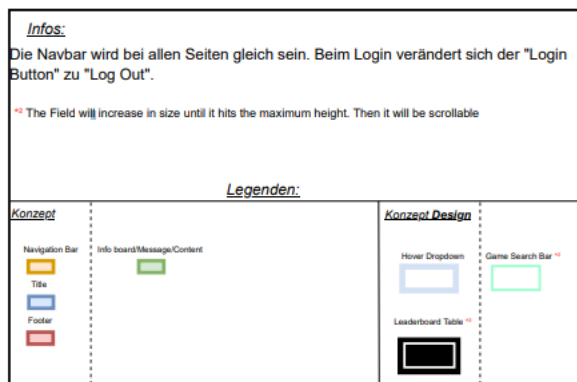 Infos:
Die Navbar wird bei allen Seiten gleich sein. Beim Login verändert sich der "Login
Button" zu "Log Out".
*² The Field will increase in size until it hits the maximum height. Then it will be scrollable
Legenden:
Konzept
Konzept Design
Navigation Bar
Info board/Message/Content
Hover Dropdown
Game Search Bar *²
Title
Footer
Leaderboard Table